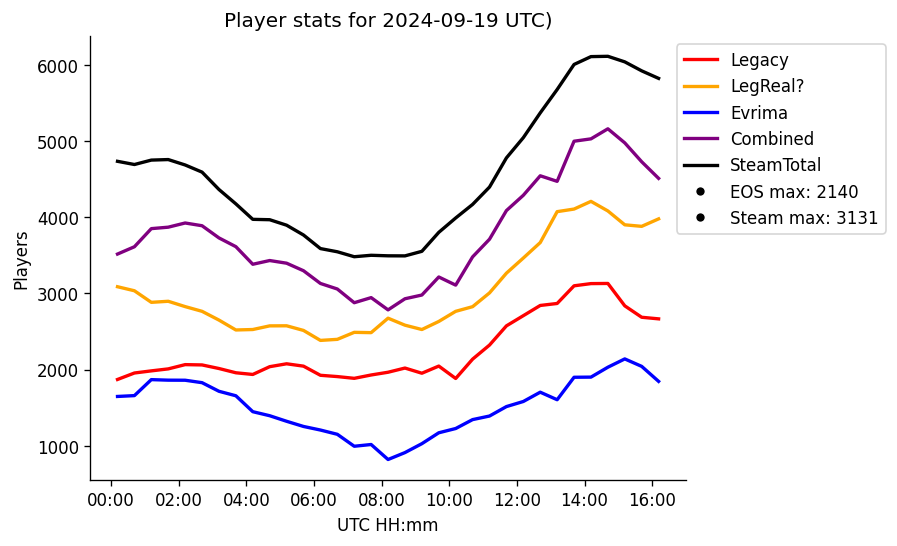 Player stats for 2024-09-19 UTC)
Legacy
LegReal?
Evrima
Combined
SteamTotal
EOS max: 2140
Steam max: 3131
Players
6000
5000
4000
3000
2000
1000
00:00 02:00 04:00 06:00 08:00 10:00 12:00 14:00 16:00
UTC HH:mm